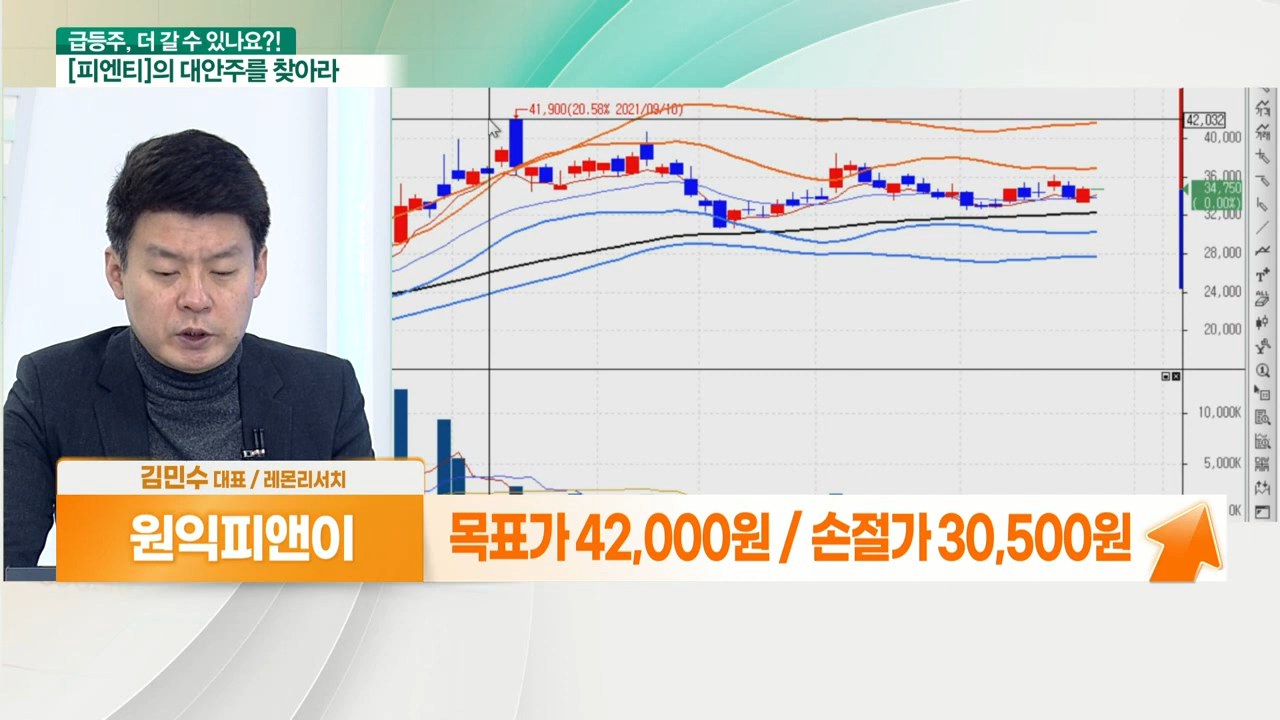 급등주, 더 갈 수 있나요?!
[피엔티]의 대안주를 찾아라
41,900(20.58% 2021/09/10)
42,032
40,000
36,000
34,750
( 0.00%)
32,000
28,000
24,000
20,000
10,000K
5,000K
0K
김민수 대표 / 레몬리서치
원익피앤이
목표가 42,000원 / 손절가 30,500원